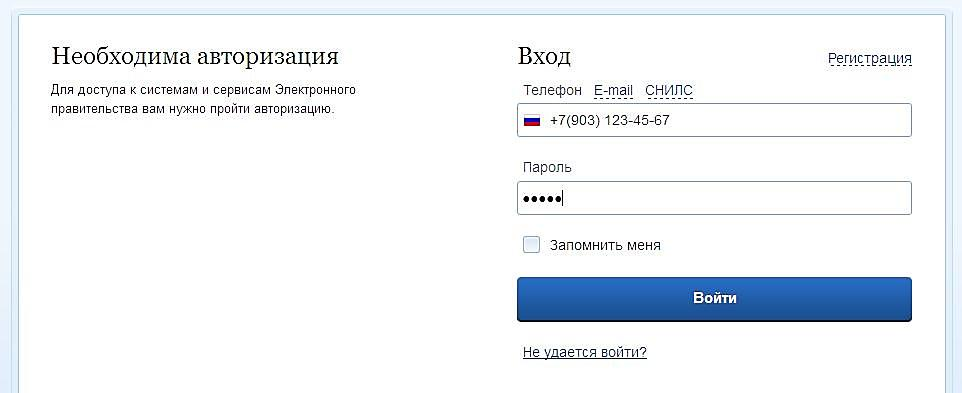 Необходима авторизация
Для доступа к системам и сервисам Электронного
правительства вам нужно пройти авторизацию.
Вход
Регистрация
Телефон E-mail СНИЛС
+7(903) 123-45-67
Пароль
•••••
Запомнить меня
Войти
Не удается войти?